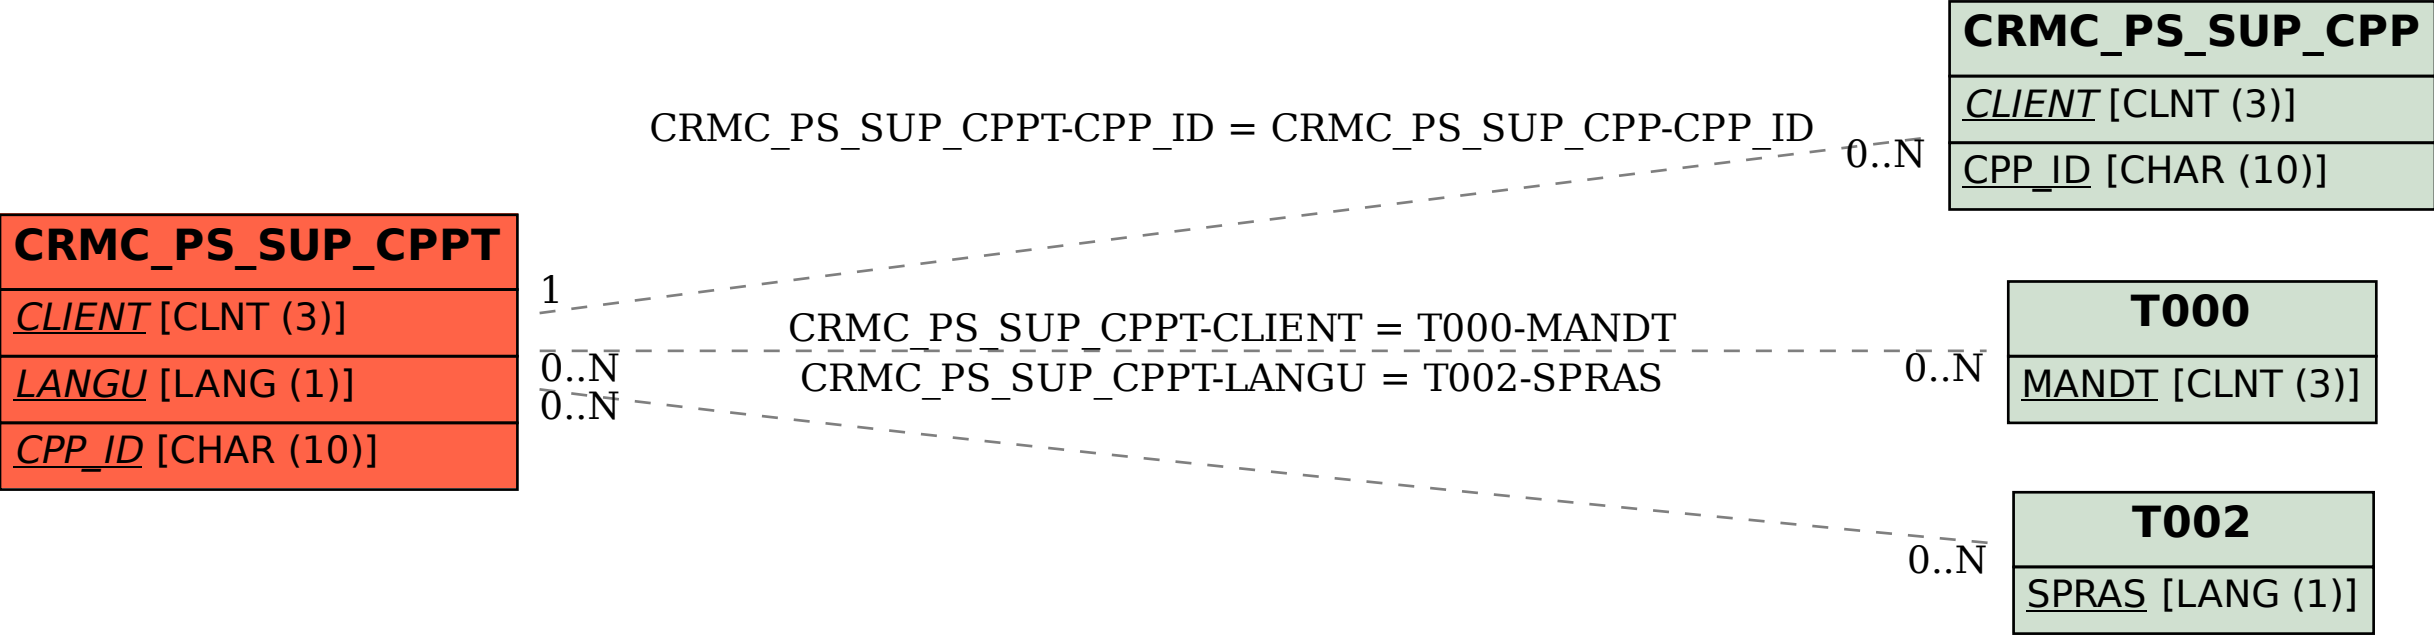 CRMC_PS_SUP_CPPT
CLIENT [CLNT (3)]
LANGU [LANG (1)]
CPP_ID [CHAR (10)]
CRMC_PS_SUP_CPPT-CPP_ID = CRMC_PS_SUP_CPP-CPP_ID
1
0..N
CRMC_PS_SUP_CPPT-CLIENT = T000-MANDT
0..N
0..N
CRMC_PS_SUP_CPPT-LANGU = T002-SPRAS
0..N
0..N
CRMC_PS_SUP_CPP
CLIENT [CLNT (3)]
CPP_ID [CHAR (10)]
T000
MANDT [CLNT (3)]
T002
SPRAS [LANG (1)]